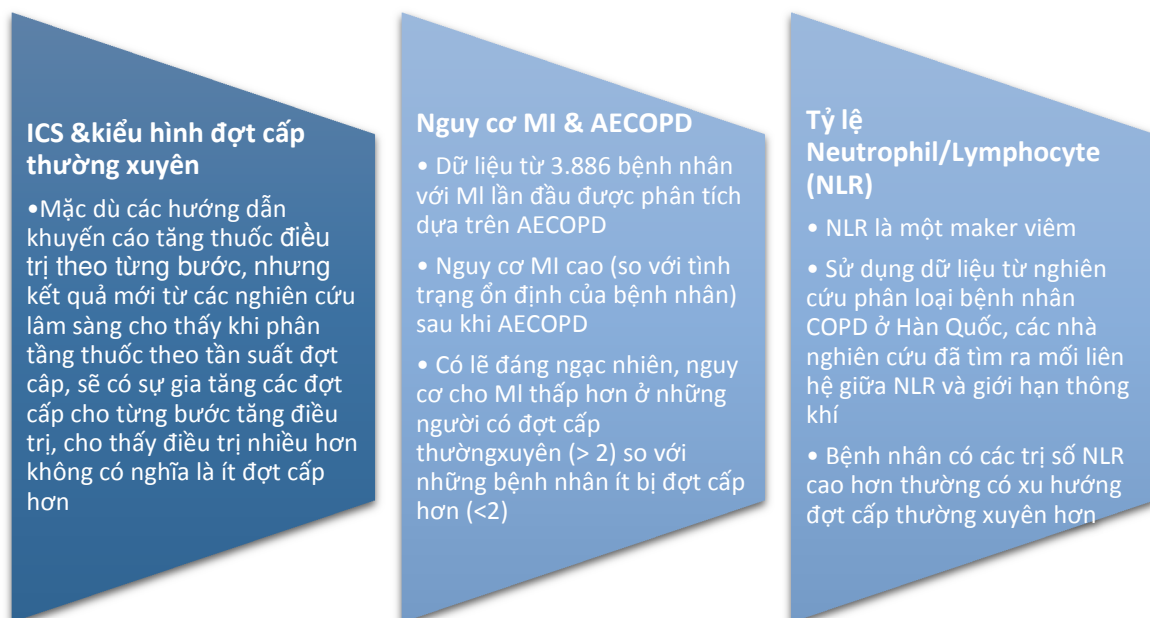 ICS &kiểu hình đợt cấp
thường xuyên
•Mặc dù các hướng dẫn
khuyến cáo tăng thuốc điều
trị theo từng bước, nhưng
kết quả mới từ các nghiên cứu
lâm sàng cho thấy khi phân
tầng thuốc theo tần suất đợt
câp, sẽ có sự gia tăng các đợt
cấp cho từng bước tăng điều
trị, cho thấy điều trị nhiều hơn
không có nghĩa là ít đợt cấp
hơn
Nguy cơ MI & AECOPD
• Dữ liệu từ 3.886 bệnh nhân
với Ml lần đầu được phân tích
dựa trên AECOPD
• Nguy cơ MI cao (so với tình
trạng ổn định của bệnh nhân)
sau khi AECOPD
• Có lẽ đáng ngạc nhiên, nguy
cơ cho Ml thấp hơn ở những
người có đợt cấp
thườngxuyên (> 2) so với
những bệnh nhân ít bị đợt cấp
hơn (<2)
Tỷ lệ
Neutrophil/Lymphocyte
(NLR)
• NLR là một maker viêm
• Sử dụng dữ liệu từ nghiên
cứu phân loại bệnh nhân
COPD ở Hàn Quốc, các nhà
nghiên cứu đã tìm ra mối liên
hệ giữa NLR và giới hạn thông
khí
• Bệnh nhân có các trị số NLR
cao hơn thường có xu hướng
đợt cấp thường xuyên hơn